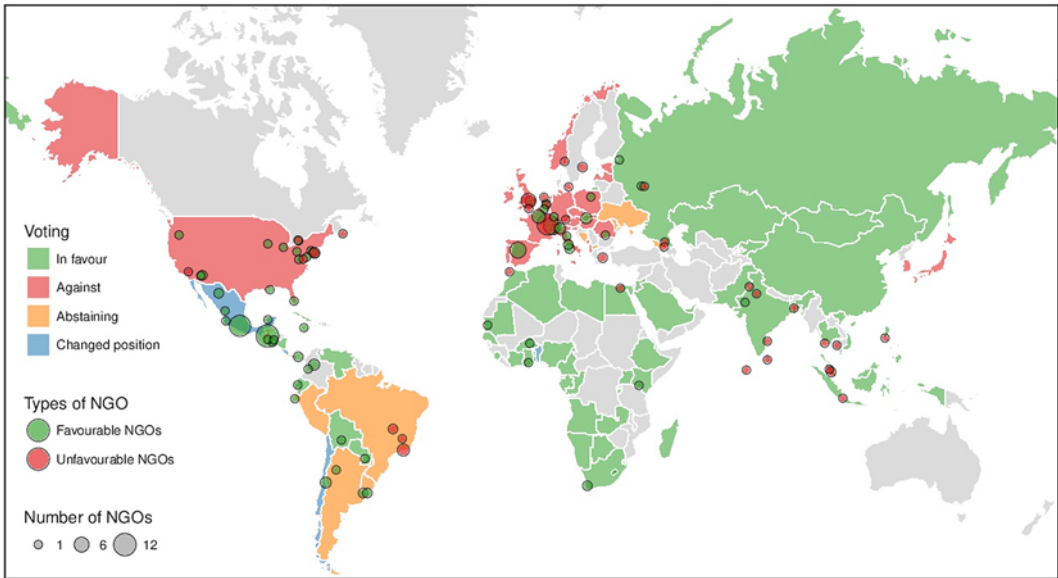 Voting
In favour
Against
Abstaining
Changed position
Types of NGO
Favourable NGOs
Unfavourable NGOs
Number of NGOs
1 6 12